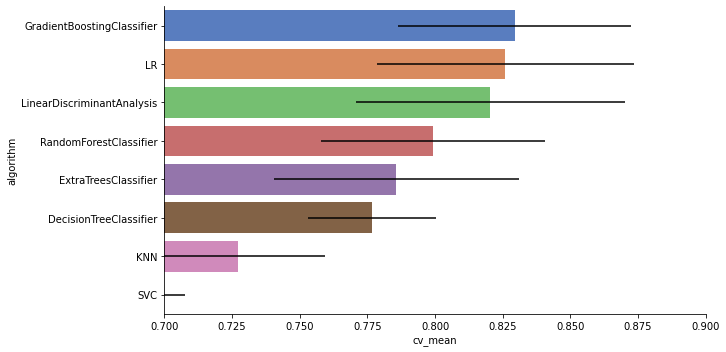 GradientBoostingClassifier
LR
LinearDiscriminantAnalysis
RandomForestClassifier
ExtraTreesClassifier
DecisionTreeClassifier
KNN
SVC
algorithm
0.700 0.725 0.750 0.775 0.800 0.825 0.850 0.875 0.900
cv_mean